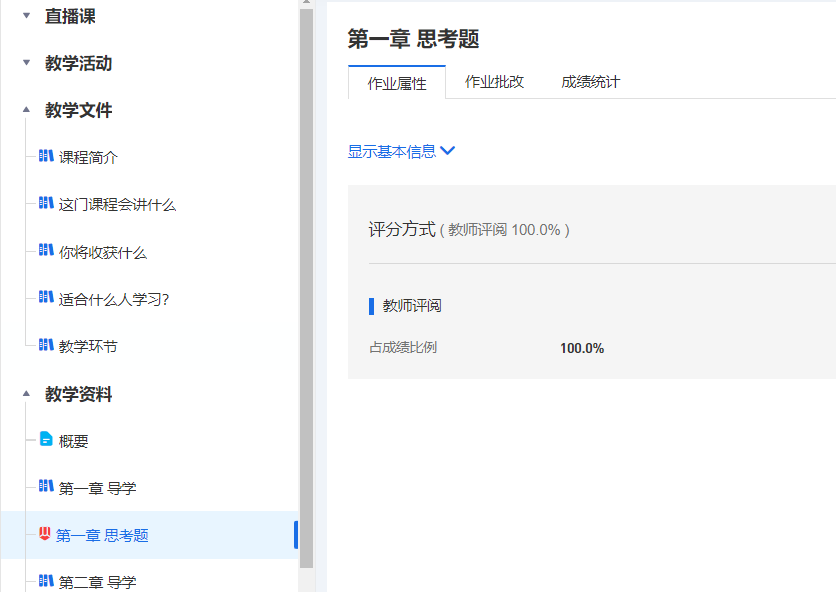 直播课
教学活动
教学文件
课程简介
这门课程会讲什么
你将收获什么
适合什么人学习?
教学环节
教学资料
概要
第一章 导学
第一章 思考题
第二章 导学
第一章 思考题
作业属性 作业批改 成绩统计
显示基本信息
评分方式 ( 教师评阅 100.0% )
教师评阅
占成绩比例 100.0%